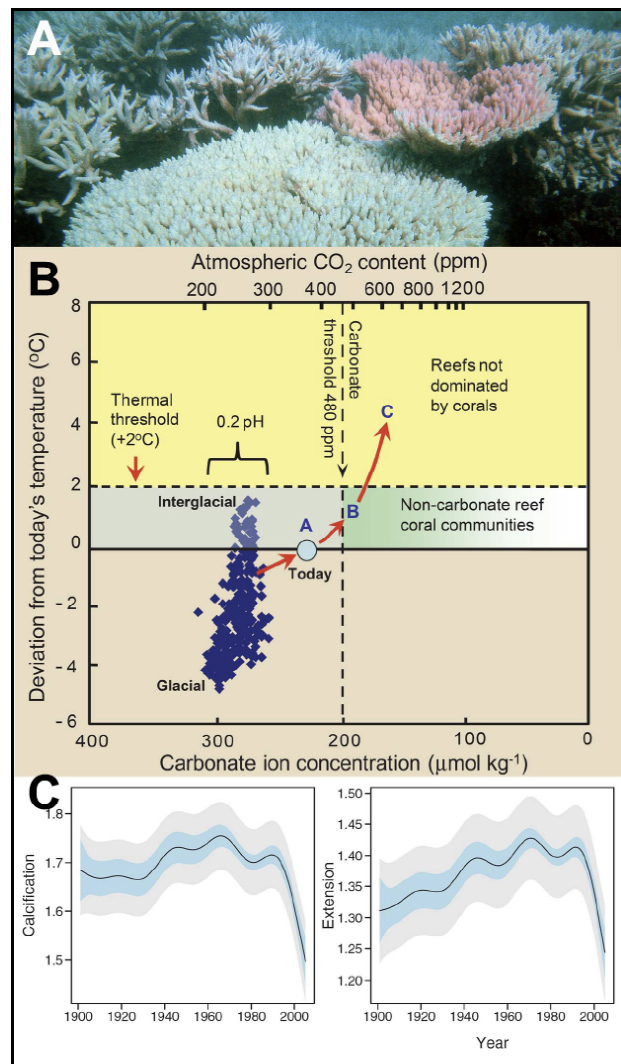 A
B
Atmospheric CO2 content (ppm)
200 300 400 600 800 1200
Deviation from today's temperature (oC)
8
6
4
2
0
- 2
- 4
- 6
Thermal
threshold
(+2oC)
0.2 pH
Carbonate
threshold 480 ppm
Reefs not
dominated
by corals
C
Interglacial
A
B
Non-carbonate reef
coral communities
Today
Glacial
400 300 200 100 0
Carbonate ion concentration (μmol kg-1)
C
Calcification
1.8
1.7
1.6
1.5
1900 1920 1940 1960 1980 2000
Extension
1.50
1.45
1.40
1.35
1.30
1.25
1.20
1900 1920 1940 1960 1980 2000
Year